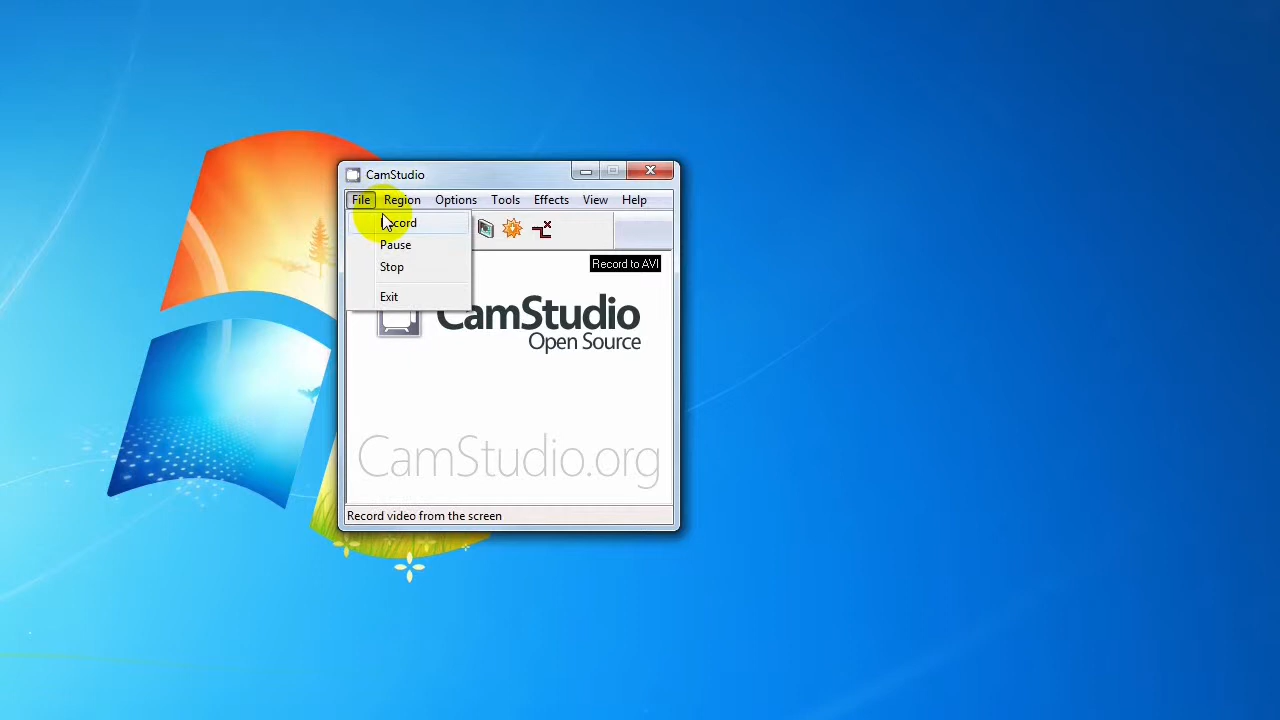 CamStudio
File Region Options Tools Effects View Help
Pause
Stop
Exit
Record to AVI
CamStudio
Open Source
CamStudio.org
Record video from the screen